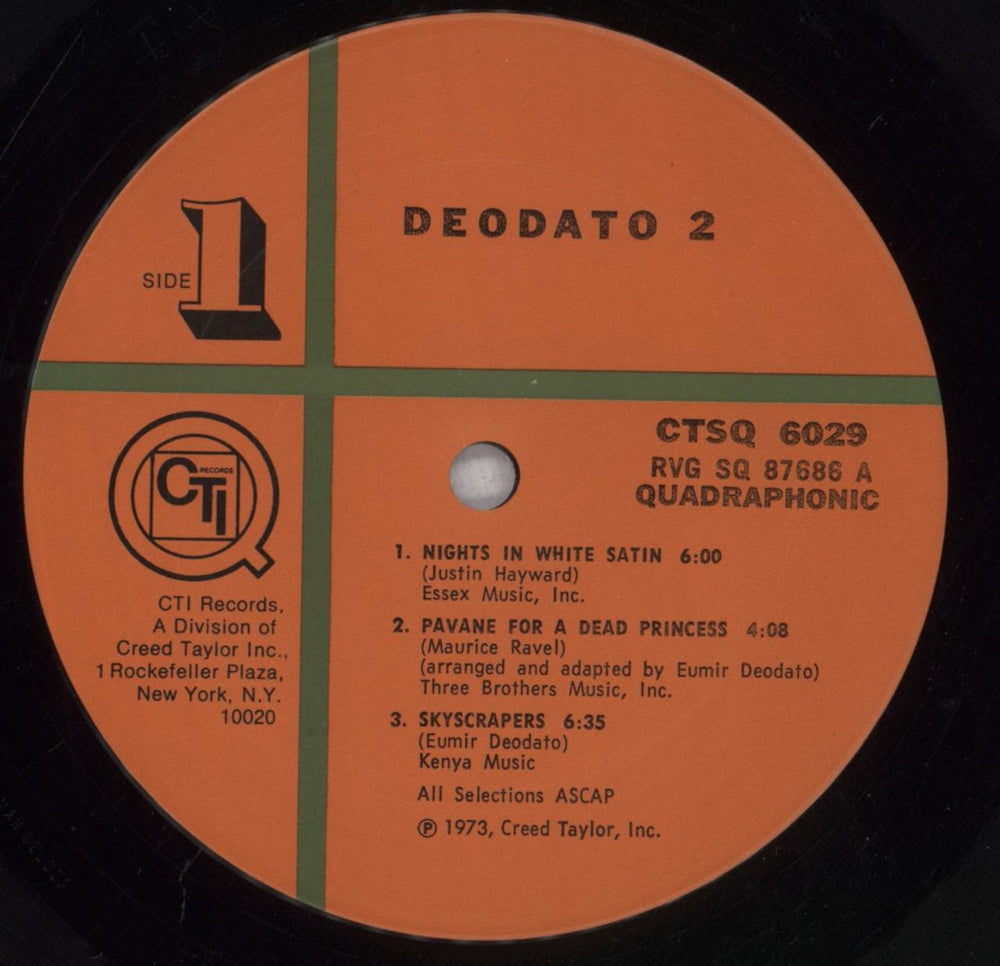 DEODATO 2
SIDE 1
CTI RECORDS
CTI Records,
A Division of
Creed Taylor Inc.,
1 Rockefeller Plaza,
New York, N.Y.
10020
CTSQ 6029
RVG SQ 87686 A
QUADRAPHONIC
1. NIGHTS IN WHITE SATIN 6:00
(Justin Hayward)
Essex Music, Inc.
2. PAVANE FOR A DEAD PRINCESS 4:08
(Maurice Ravel)
(arranged and adapted by Eumir Deodato)
Three Brothers Music, Inc.
3. SKYSCRAPERS 6:35
(Eumir Deodato)
Kenya Music
All Selections ASCAP
Ⓟ 1973, Creed Taylor, Inc.